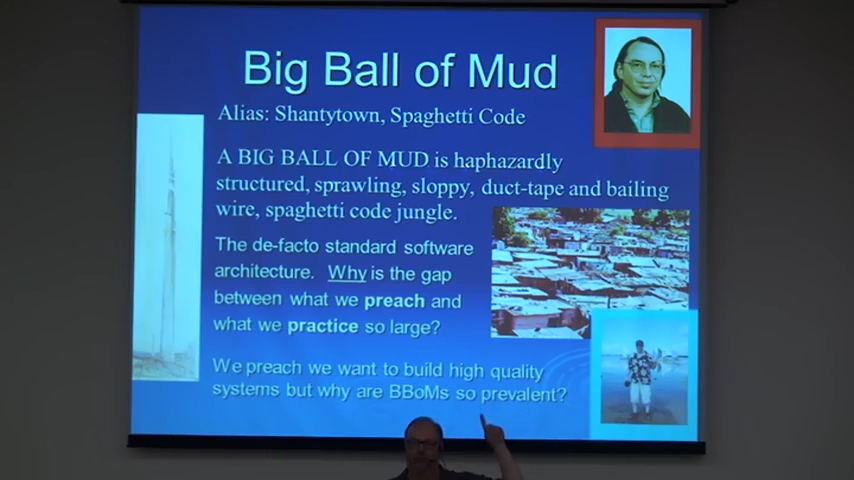 Big Ball of Mud
Alias: Shantytown, Spaghetti Code
A BIG BALL OF MUD is haphazardly
structured, sprawling, sloppy, duct-tape and bailing
wire, spaghetti code jungle.
The de-facto standard software
architecture. Why is the gap
between what we preach and
what we practice so large?
We preach we want to build high quality
systems but why are BBoMs so prevalent?